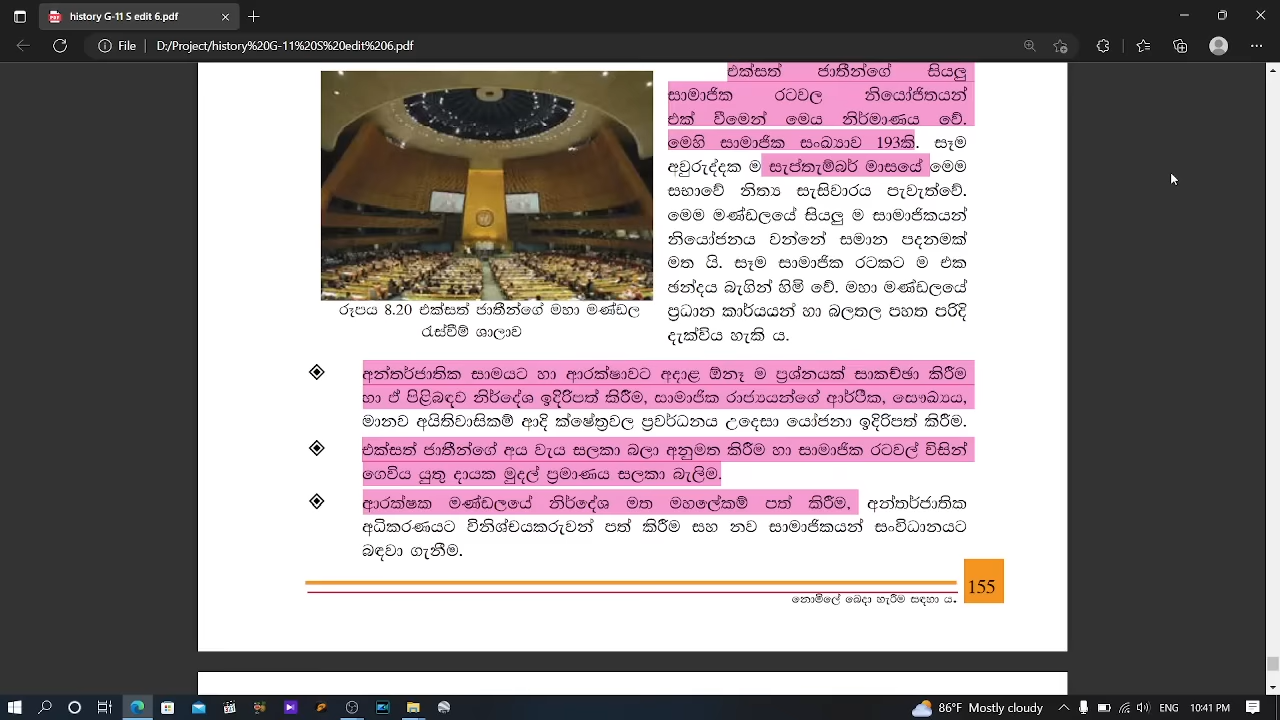 history G-11 S edit 6.pdf
File
D:/Project/history%20G-11%20S%20edit%206.pdf
එක්සත් ජාතීන්ගේ සියලු
සාමාජික රටවල නියෝජිතයන්
එක් වීමෙන් මෙය නිර්මාණය වේ.
මෙහි සාමාජික සංඛ්‍යාව 193කි. සෑම
අවුරුද්දක ම සැප්තැම්බර් මාසයේ මෙම
සභාවේ නිත්‍ය සැසිවාරය පැවැත්වේ.
මෙම මණ්ඩලයේ සියලු ම සාමාජිකයන්
නියෝජනය වන්නේ සමාන පදනමක්
මත යි. සෑම සාමාජික රටකට ම එක
ඡන්දය බැගින් හිමි වේ. මහා මණ්ඩලයේ
ප්‍රධාන කාර්යයන් හා බලතල පහත පරිදි
දැක්විය හැකි ය.
රූපය 8.20 එක්සත් ජාතීන්ගේ මහා මණ්ඩල
රැස්වීම් ශාලාව
අන්තර්ජාතික සාමයට හා ආරක්ෂාවට අදාළ ඕනෑ ම ප්‍රශ්නයක් සාකච්ඡා කිරීම
හා ඒ පිළිබඳව නිර්දේශ ඉදිරිපත් කිරීම, සාමාජික රාජ්‍යයන්ගේ ආර්ථික, සෞඛ්‍යය,
මානව අයිතිවාසිකම් ආදි ක්ෂේත්‍රවල ප්‍රවර්ධනය උදෙසා යෝජනා ඉදිරිපත් කිරීම.
එක්සත් ජාතීන්ගේ අය වැය සලකා බලා අනුමත කිරීම හා සාමාජික රටවල් විසින්
ගෙවිය යුතු දායක මුදල් ප්‍රමාණය සලකා බැලීම.
ආරක්ෂක මණ්ඩලයේ නිර්දේශ මත මහලේකම් පත් කිරීම, අන්තර්ජාතික
අධිකරණයට විනිශ්චයකරුවන් පත් කිරීම සහ නව සාමාජිකයන් සංවිධානයට
බඳවා ගැනීම.
155
නොමිලේ බෙදා හැරීම සඳහා ය.
86°F Mostly cloudy
ENG
10:41 PM